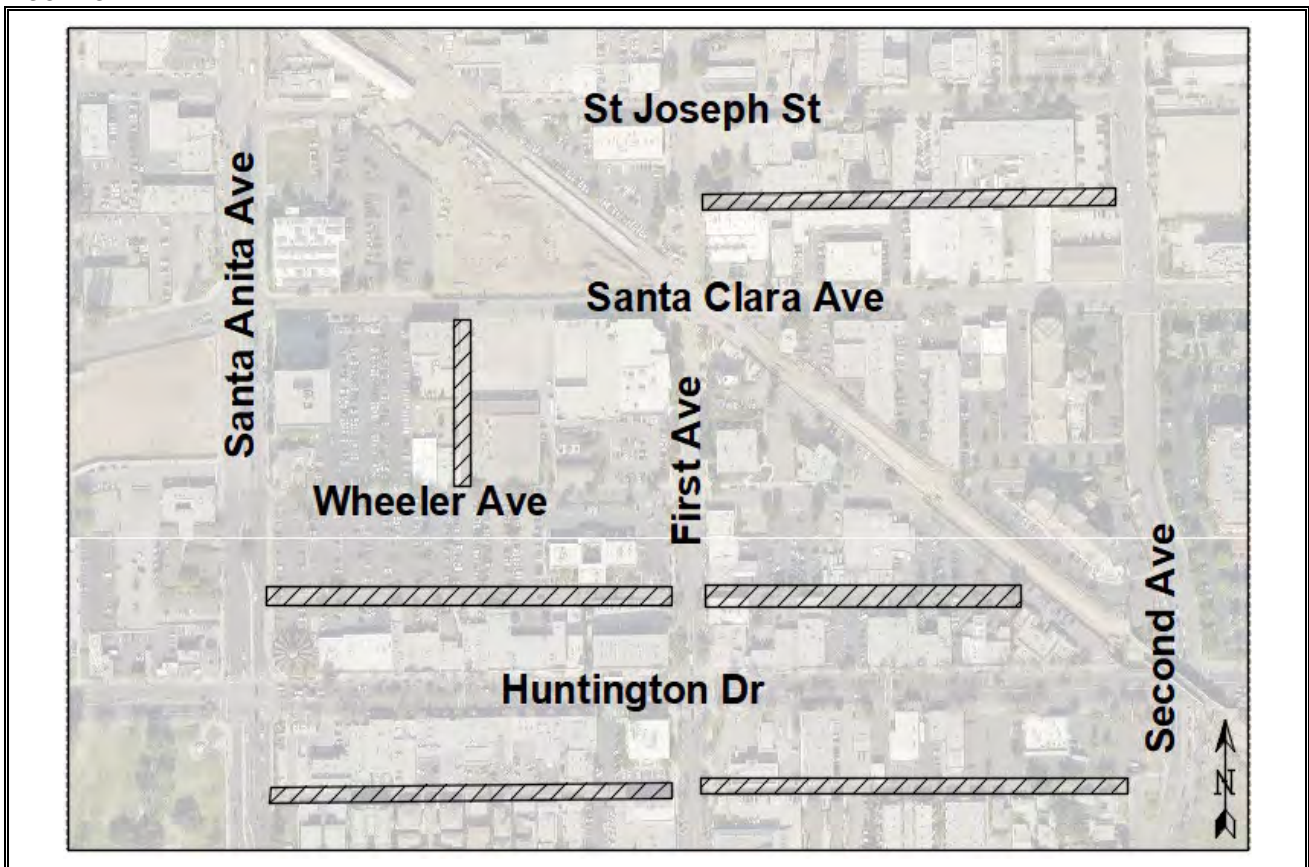 St Joseph St
Santa Anita Ave
Santa Clara Ave
First Ave
Wheeler Ave
Second Ave
Huntington Dr
N